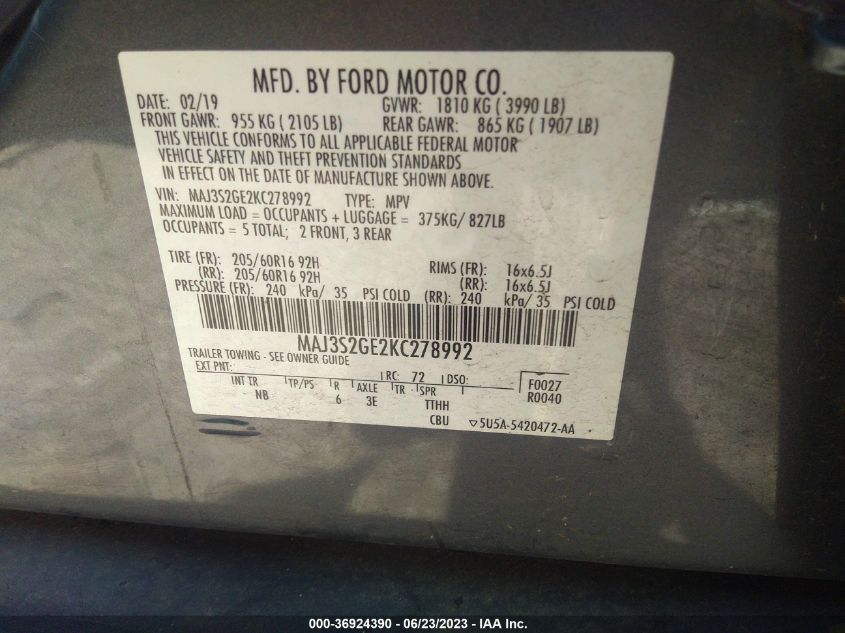 MFD. BY FORD MOTOR CO.
DATE: 02/19 GVWR: 1810 KG ( 3990 LB)
FRONT GAWR: 955 KG ( 2105 LB) REAR GAWR: 865 KG ( 1907 LB)
THIS VEHICLE CONFORMS TO ALL APPLICABLE FEDERAL MOTOR
VEHICLE SAFETY AND THEFT PREVENTION STANDARDS
IN EFFECT ON THE DATE OF MANUFACTURE SHOWN ABOVE.
VIN: MAJ3S2GE2KC278992 TYPE: MPV
MAXIMUM LOAD = OCCUPANTS + LUGGAGE = 375KG/ 827LB
OCCUPANTS = 5 TOTAL; 2 FRONT, 3 REAR
TIRE (FR): 205/60R16 92H RIMS (FR): 16x6.5J
(RR): 205/60R16 92H (RR): 16x6.5J
PRESSURE (FR): 240 kPa/ 35 PSI COLD (RR): 240 kPa/ 35 PSI COLD
MAJ3S2GE2KC278992
TRAILER TOWING - SEE OWNER GUIDE
EXT PNT: RC: 72 DSO: F0027
R0040
INT TR TP/PS R AXLE TR SPR
NB 6 3E TTHH
CBU ▽5U5A-5420472-AA
000-36924390 - 06/23/2023 - IAA Inc.